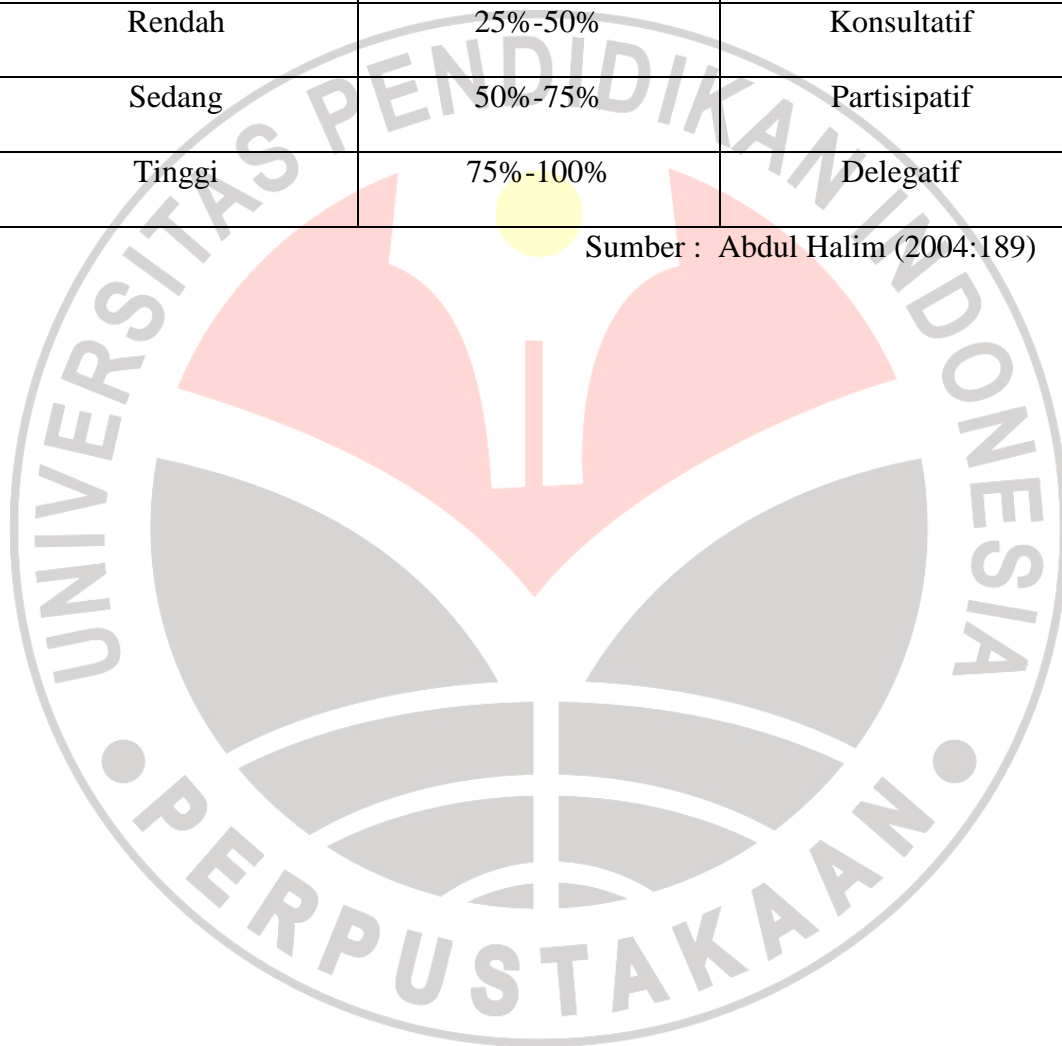 Rendah 25%-50% Konsultatif
Sedang 50%-75% Partisipatif
Tinggi 75%-100% Delegatif
Sumber : Abdul Halim (2004:189)
UNIVERSITAS PENDIDIKAN INDONESIA
PERPUSTAKAAN